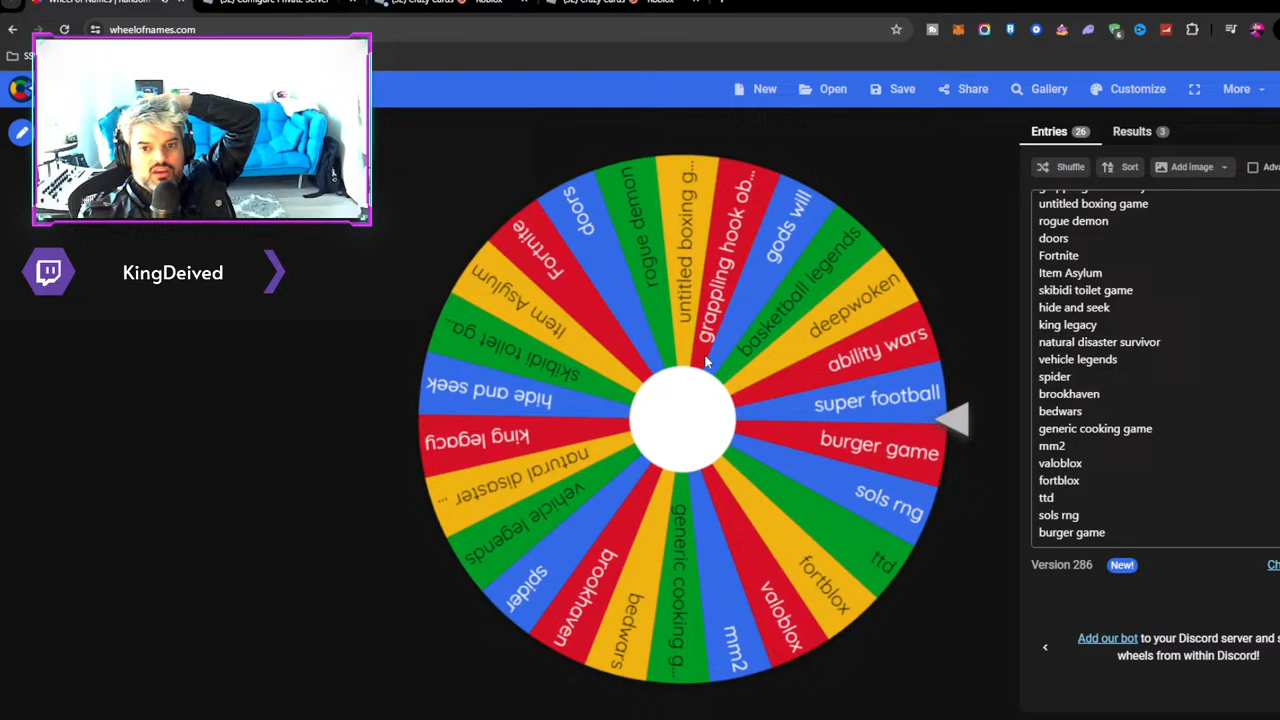 wheelofnames.com
New
Open
Save
Share
Gallery
Customize
More
KingDeived
Entries 26
Results 3
Shuffle
Sort
Add image
untitled boxing game
rogue demon
doors
Fortnite
Item Asylum
skibidi toilet game
hide and seek
king legacy
natural disaster survivor
vehicle legends
spider
brookhaven
bedwars
generic cooking game
mm2
valoblox
fortblox
ttd
sols rng
burger game
Version 286
New!
Add our bot to your Discord server and
wheels from within Discord!
untitled boxing g...
grappling hook ob...
gods will
basketball legends
deepwoken
ability wars
super football
burger game
sols rng
ttd
fortblox
valoblox
mm2
generic cooking g...
bedwars
brookhaven
spider
vehicle legends
natural disaster ...
king legacy
hide and seek
skibidi toilet ga...
Item Asylum
Fortnite
doors
rogue demon